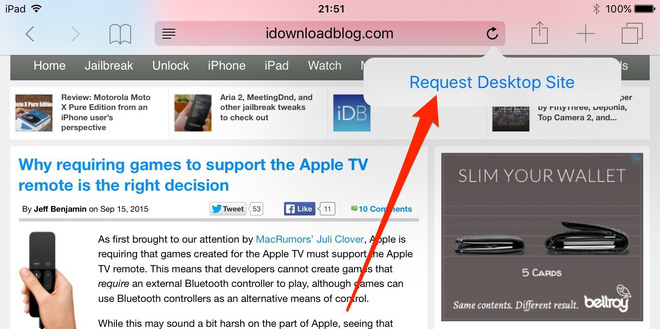 iPad 21:51 100%
idownloadblog.com
Home Jailbreak Unlock iPhone iPad Watch
Request Desktop Site
Review: Motorola Moto
X Pure Edition from an
iPhone user's
perspective
Aria 2, MeetingDnd, and
other jailbreak tweaks
to check out
iDB
by FiftyThree, Deponia,
Top Camera 2, and...
Why requiring games to support the Apple TV
remote is the right decision
By Jeff Benjamin on Sep 15, 2015 Tweet 53 Like 11 10 Comments
As first brought to our attention by MacRumors' Juli Clover, Apple is
requiring that games created for the Apple TV must support the Apple
TV remote. This means that developers cannot create games that
require an external Bluetooth controller to play, although games can
use Bluetooth controllers as an alternative means of control.
While this may sound a bit harsh on the part of Apple, seeing that
SLIM YOUR WALLET
5 CARDS
Same contents. Different result. bellroy